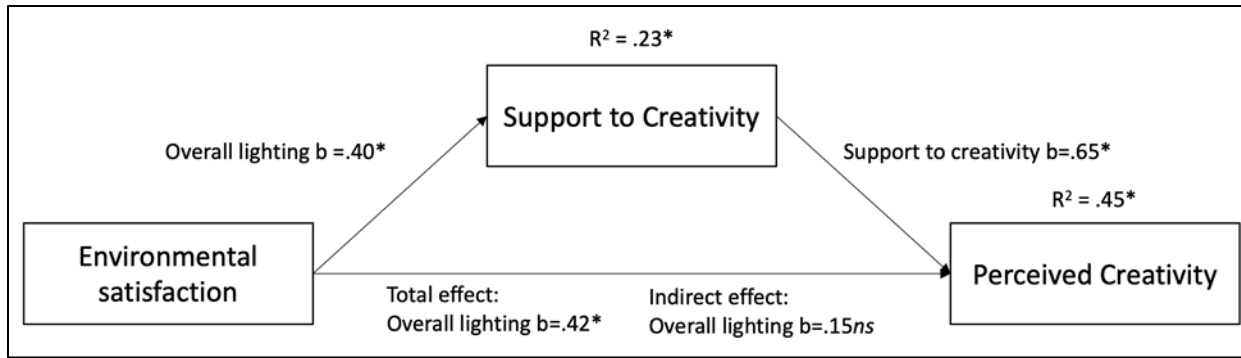 R² = .23*
Support to Creativity
Overall lighting b =.40*
Support to creativity b=.65*
R² = .45*
Environmental
satisfaction
Perceived Creativity
Total effect:
Overall lighting b=.42*
Indirect effect:
Overall lighting b=.15ns